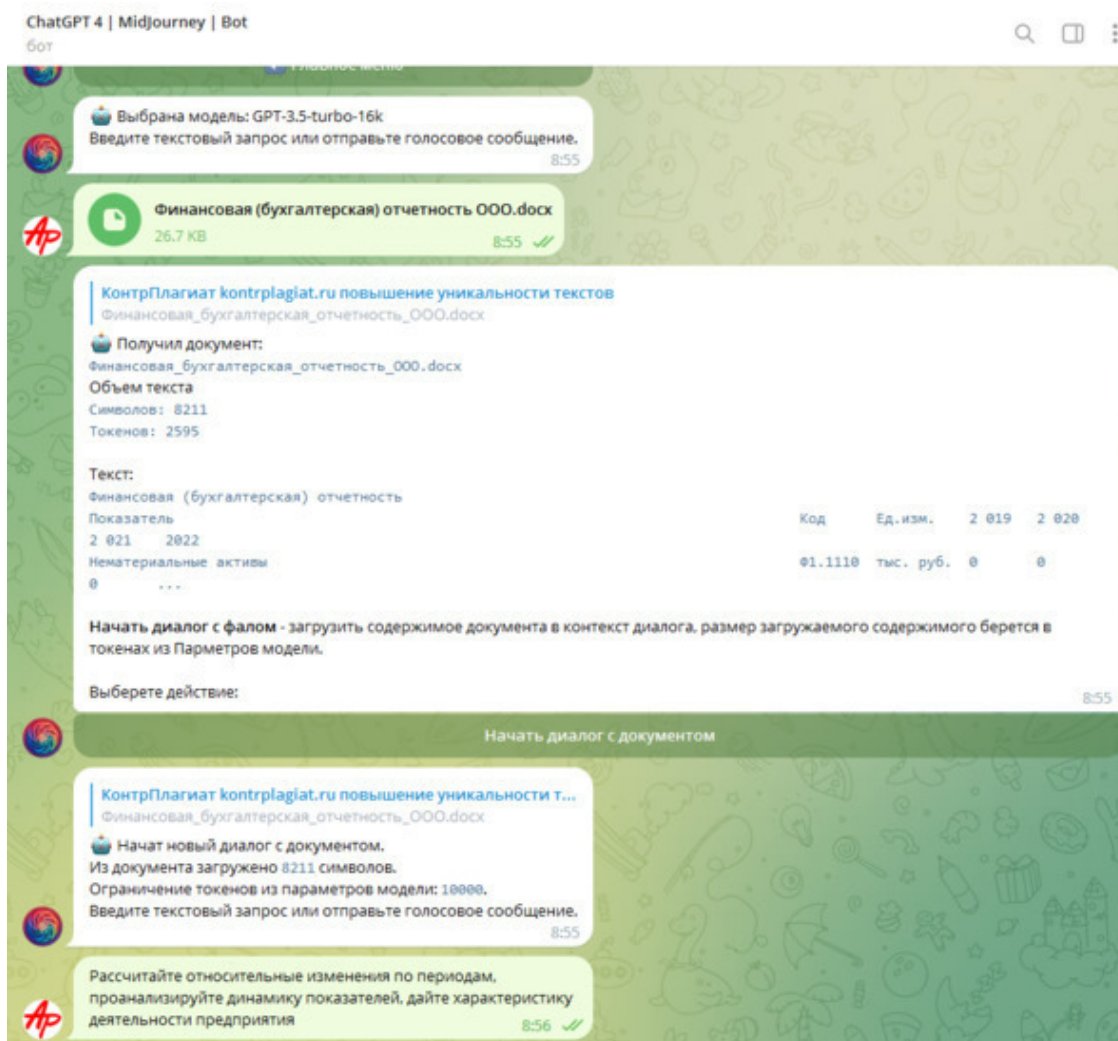 ChatGPT 4 | MidJourney | Bot
бот
Главное меню
Выбрана модель: GPT-3.5-turbo-16k
Введите текстовый запрос или отправьте голосовое сообщение.
8:55
Финансовая (бухгалтерская) отчетность ООО.docx
26.7 KB
8:55
АР
КонтрПлагиат kontrplagiat.ru повышение уникальности текстов
Финансовая_бухгалтерская_отчетность_ООО.docx
Получил документ:
Финансовая_бухгалтерская_отчетность_ООО.docx
Объем текста
Символов: 8211
Токенов: 2595
Текст:
Финансовая (бухгалтерская) отчетность
Показатель Код Ед.изм. 2 019 2 020
2 021 2022
Нематериальные активы Ф1.1110 тыс. руб. 0 0
0 ...
Начать диалог с фалом - загрузить содержимое документа в контекст диалога, размер загружаемого содержимого берется в
токенах из Парметров модели.
Выберете действие:
8:55
Начать диалог с документом
КонтрПлагиат kontrplagiat.ru повышение уникальности т...
Финансовая_бухгалтерская_отчетность_ООО.docx
Начат новый диалог с документом.
Из документа загружено 8211 символов.
Ограничение токенов из параметров модели: 10000.
Введите текстовый запрос или отправьте голосовое сообщение.
8:55
Рассчитайте относительные изменения по периодам,
проанализируйте динамику показателей, дайте характеристику
деятельности предприятия
8:56
АР